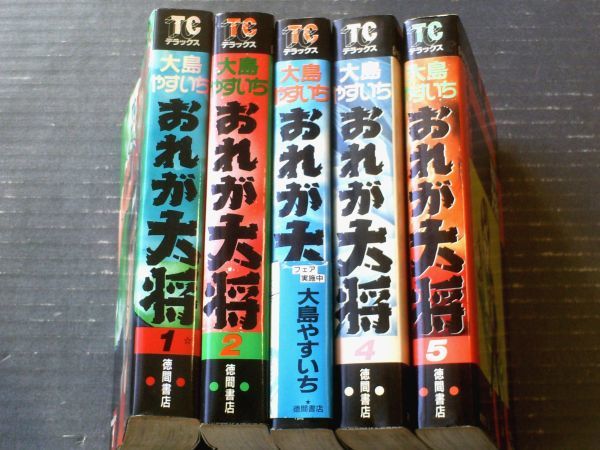 TC
デラックス
大島
やすいち
おれが大将
1
徳間書店
TC
デラックス
大島
やすいち
おれが大将
2
徳間書店
TC
デラックス
大島
やすいち
おれが大
フェア
実施中
大島やすいち
徳間書店
TC
デラックス
大島
やすいち
おれが大将
4
徳間書店
TC
デラックス
大島
やすいち
おれが大将
5
徳間書店